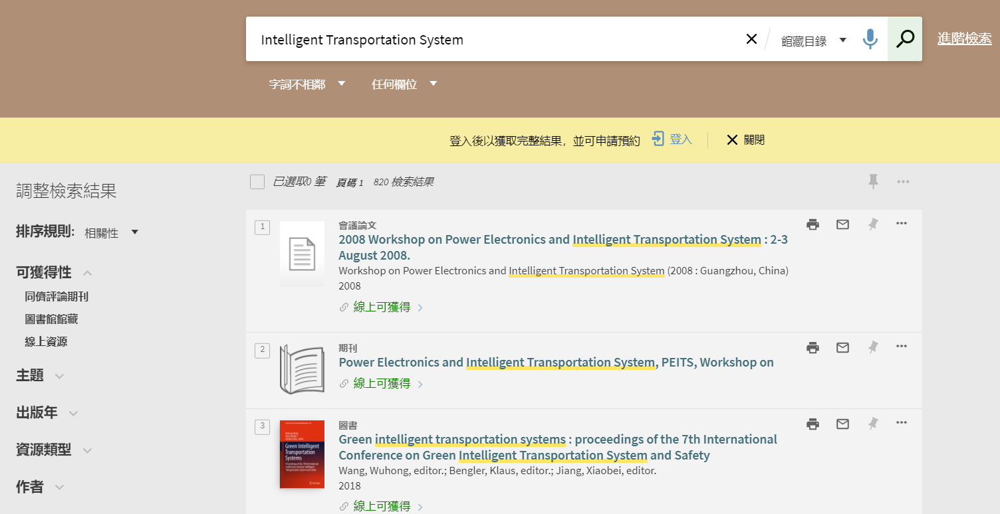 Intelligent Transportation System
館藏目錄
進階檢索
字詞不相鄰
任何欄位
登入後以獲取完整結果，並可申請預約
登入
關閉
調整檢索結果
排序規則:
相關性
可獲得性
同儕評論期刊
圖書館館藏
線上資源
主題
出版年
資源類型
作者
已選取0 筆 頁碼 1 820 檢索結果
1
會議論文
2008 Workshop on Power Electronics and Intelligent Transportation System : 2-3
August 2008.
Workshop on Power Electronics and Intelligent Transportation System (2008 : Guangzhou, China)
2008
線上可獲得
2
期刊
Power Electronics and Intelligent Transportation System, PEITS, Workshop on
線上可獲得
3
Green Intelligent
Transportation
Systems
圖書
Green intelligent transportation systems : proceedings of the 7th International
Conference on Green Intelligent Transportation System and Safety
Wang, Wuhong, editor.; Bengler, Klaus, editor.; Jiang, Xiaobei, editor.
2018
線上可獲得